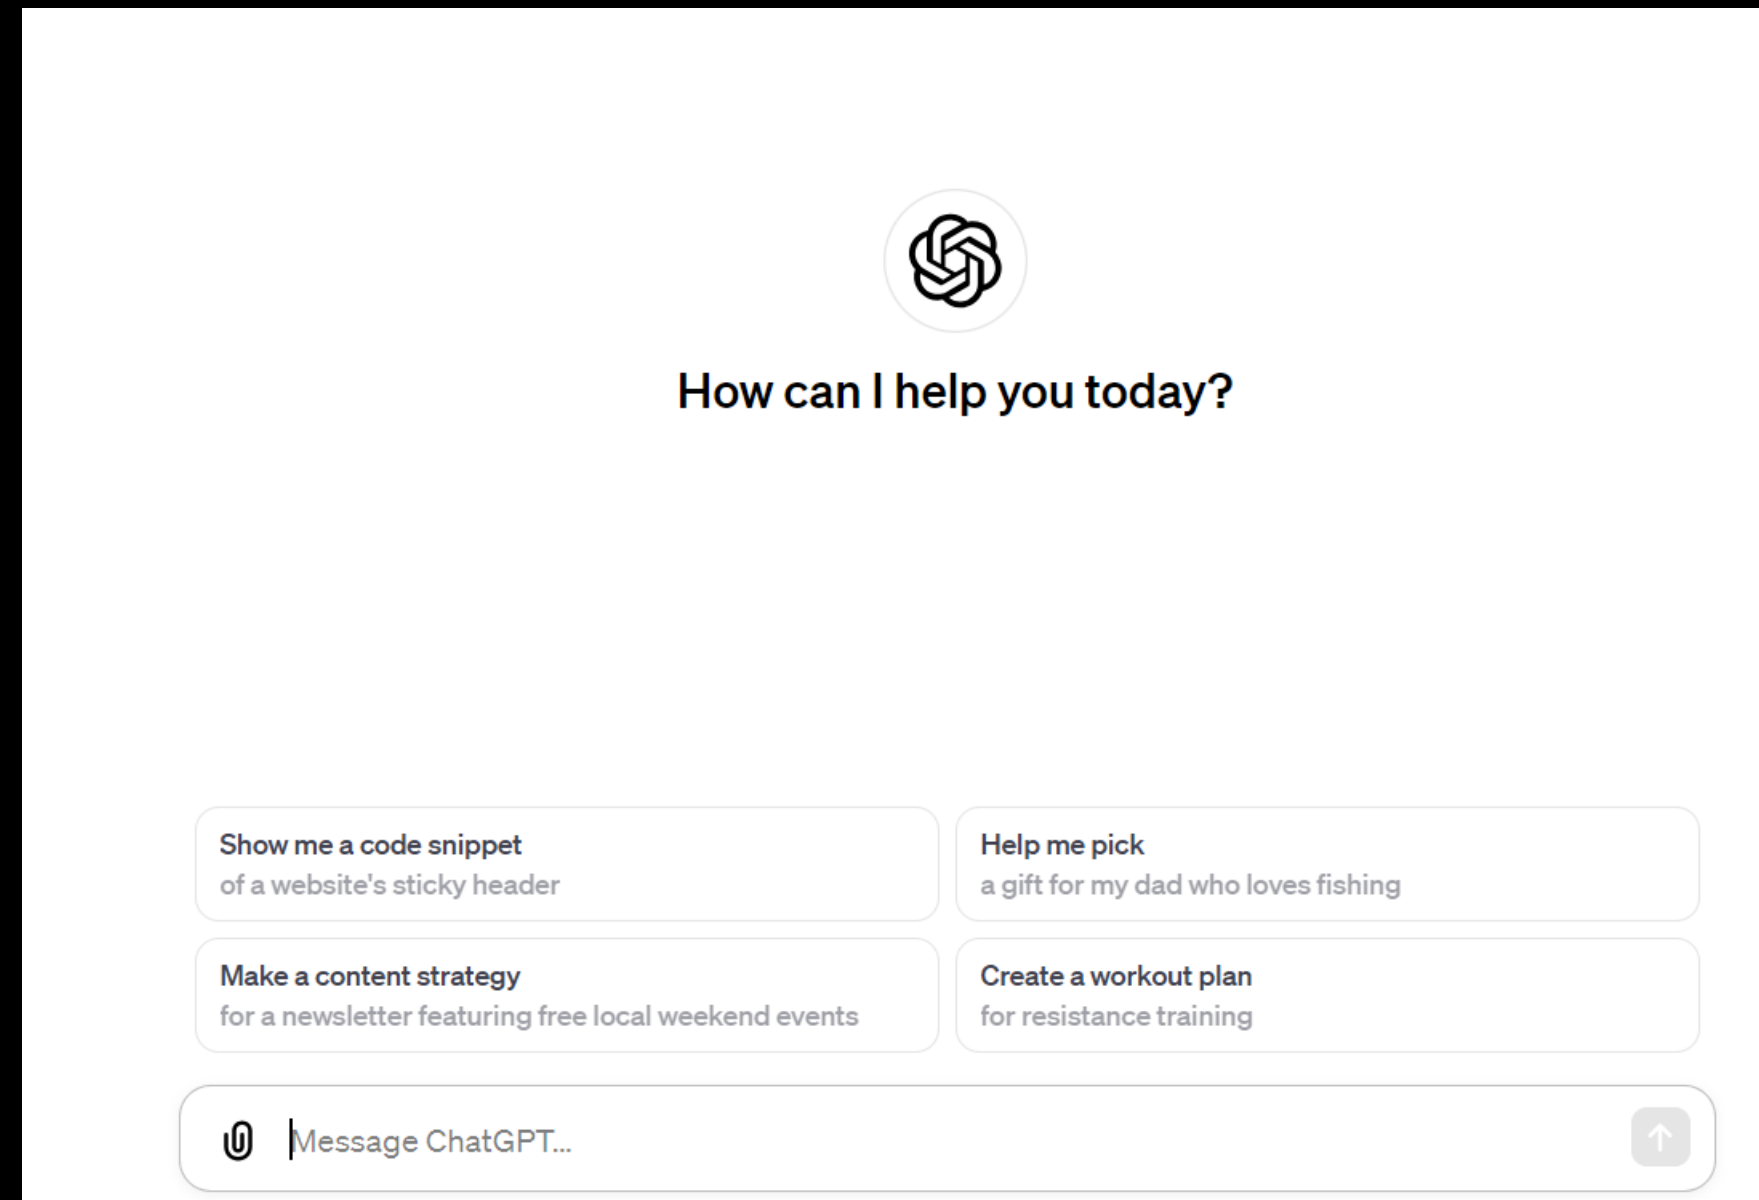 How can I help you today?
Show me a code snippet
of a website's sticky header
Help me pick
a gift for my dad who loves fishing
Make a content strategy
for a newsletter featuring free local weekend events
Create a workout plan
for resistance training
Message ChatGPT...